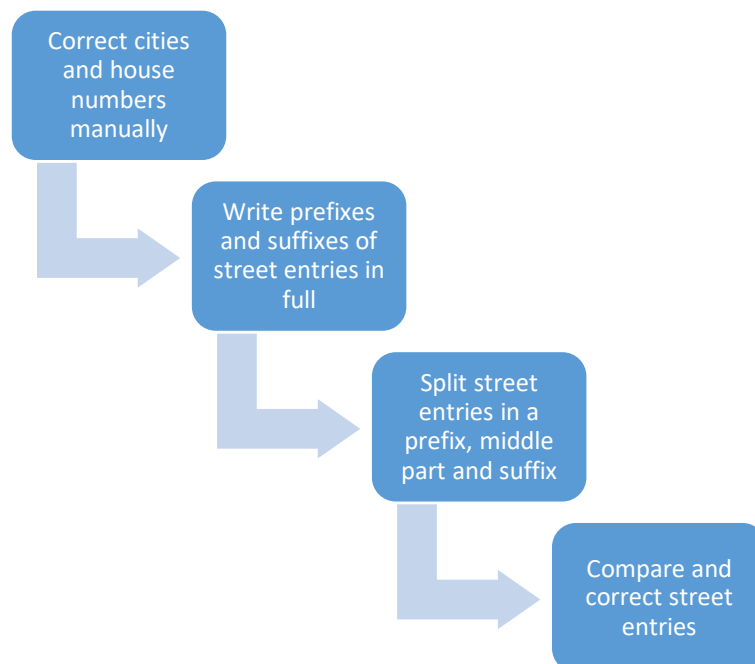 Correct cities
and house
numbers
manually
Write prefixes
and suffixes of
street entries in
full
Split street
entries in a
prefix, middle
part and suffix
Compare and
correct street
entries